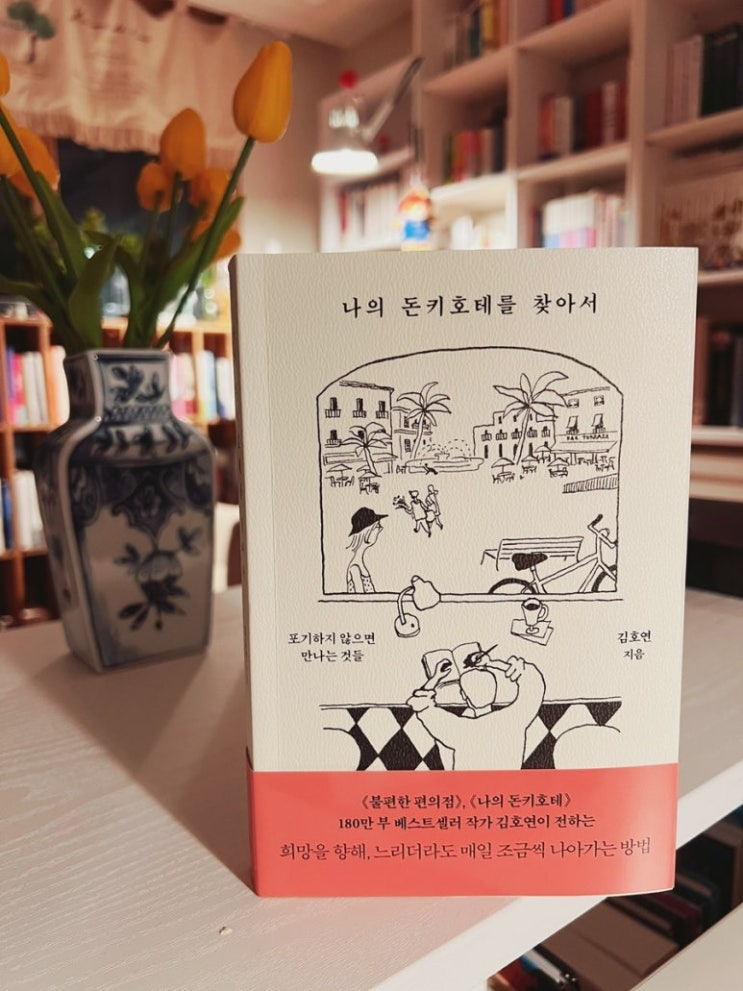 나의 돈키호테를 찾아서
BAR TERRAZA
포기하지 않으면
만나는 것들
김호연
지음
《불편한 편의점》, 《나의 돈키호테》
180만 부 베스트셀러 작가 김호연이 전하는
희망을 향해, 느리더라도 매일 조금씩 나아가는 방법